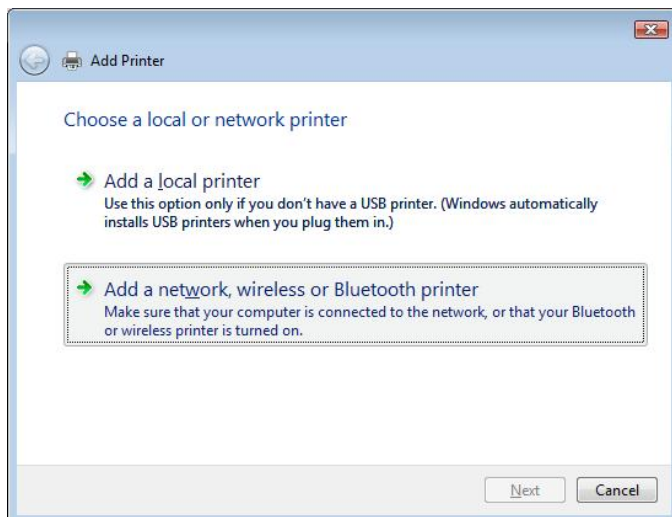 Add Printer
Choose a local or network printer
Add a local printer
Use this option only if you don't have a USB printer. (Windows automatically
installs USB printers when you plug them in.)
Add a network, wireless or Bluetooth printer
Make sure that your computer is connected to the network, or that your Bluetooth
or wireless printer is turned on.
Next Cancel